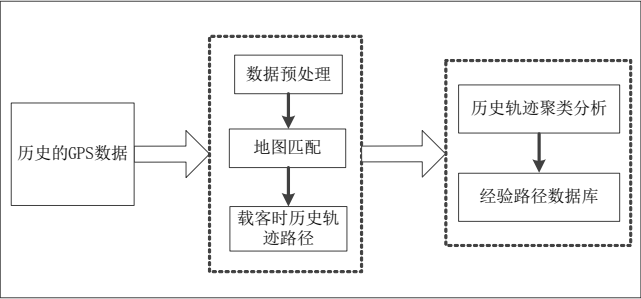 历史的GPS数据
数据预处理
地图匹配
载客时历史轨
迹路径
历史轨迹聚类分析
经验路径数据库